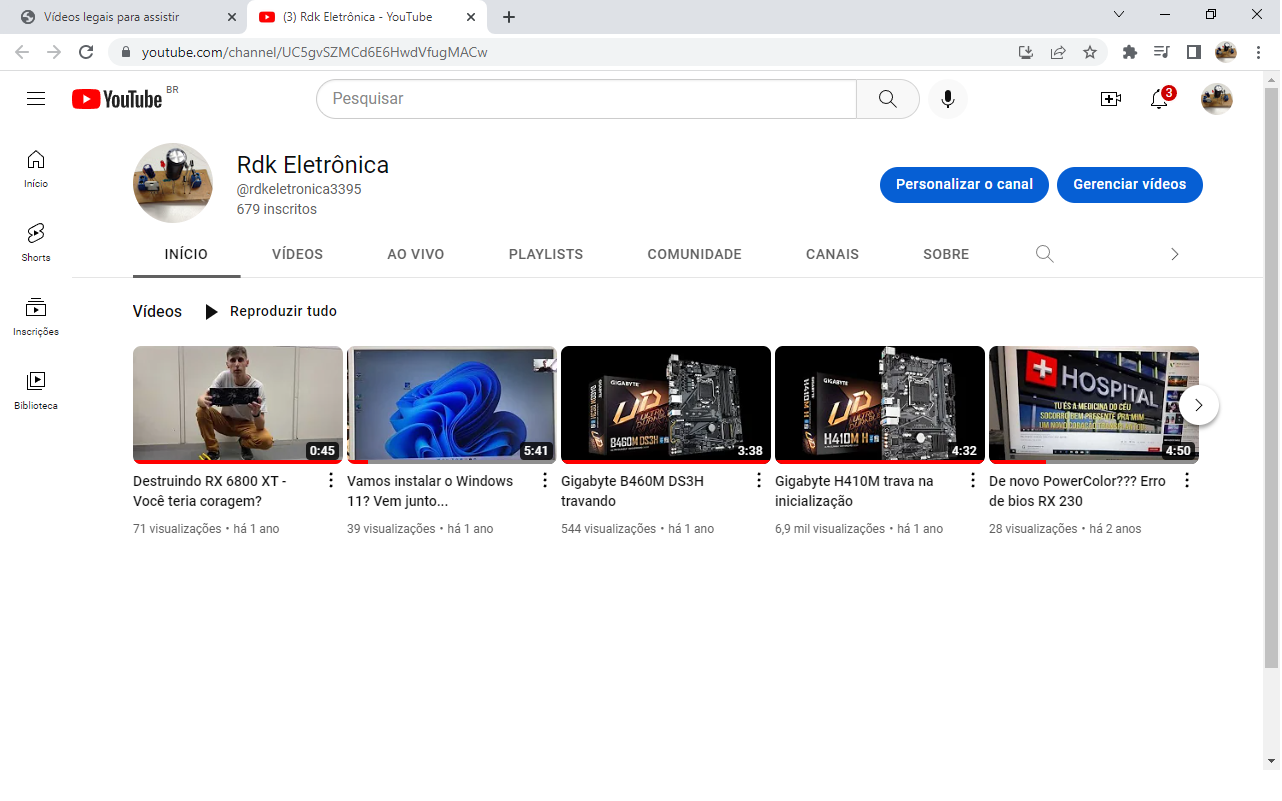 Vídeos legais para assistir
(3) Rdk Eletrônica - YouTube
youtube.com/channel/UC5gvSZMCd6E6HwdVfugMACw
YouTube BR
Pesquisar
3
Início
Shorts
Inscrições
Biblioteca
Rdk Eletrônica
@rdkeletronica3395
679 inscritos
Personalizar o canal
Gerenciar vídeos
INÍCIO
VÍDEOS
AO VIVO
PLAYLISTS
COMUNIDADE
CANAIS
SOBRE
Vídeos
Reproduzir tudo
0:45
Destruindo RX 6800 XT -
Você teria coragem?
71 visualizações • há 1 ano
5:41
Vamos instalar o Windows
11? Vem junto...
39 visualizações • há 1 ano
GIGABYTE
UD
ULTRA DURABLE
B460M DS3H
3:38
Gigabyte B460M DS3H
travando
544 visualizações • há 1 ano
GIGABYTE
UD
ULTRA DURABLE
H410M H
4:32
Gigabyte H410M trava na
inicialização
6,9 mil visualizações • há 1 ano
HOSPITAL
TU ÉS A MEDICINA DO CÉU
SOCORRO BEM PRESENTE PRA MIM
UM NOVO CORAÇÃO
4:50
De novo PowerColor??? Erro
de bios RX 230
28 visualizações • há 2 anos